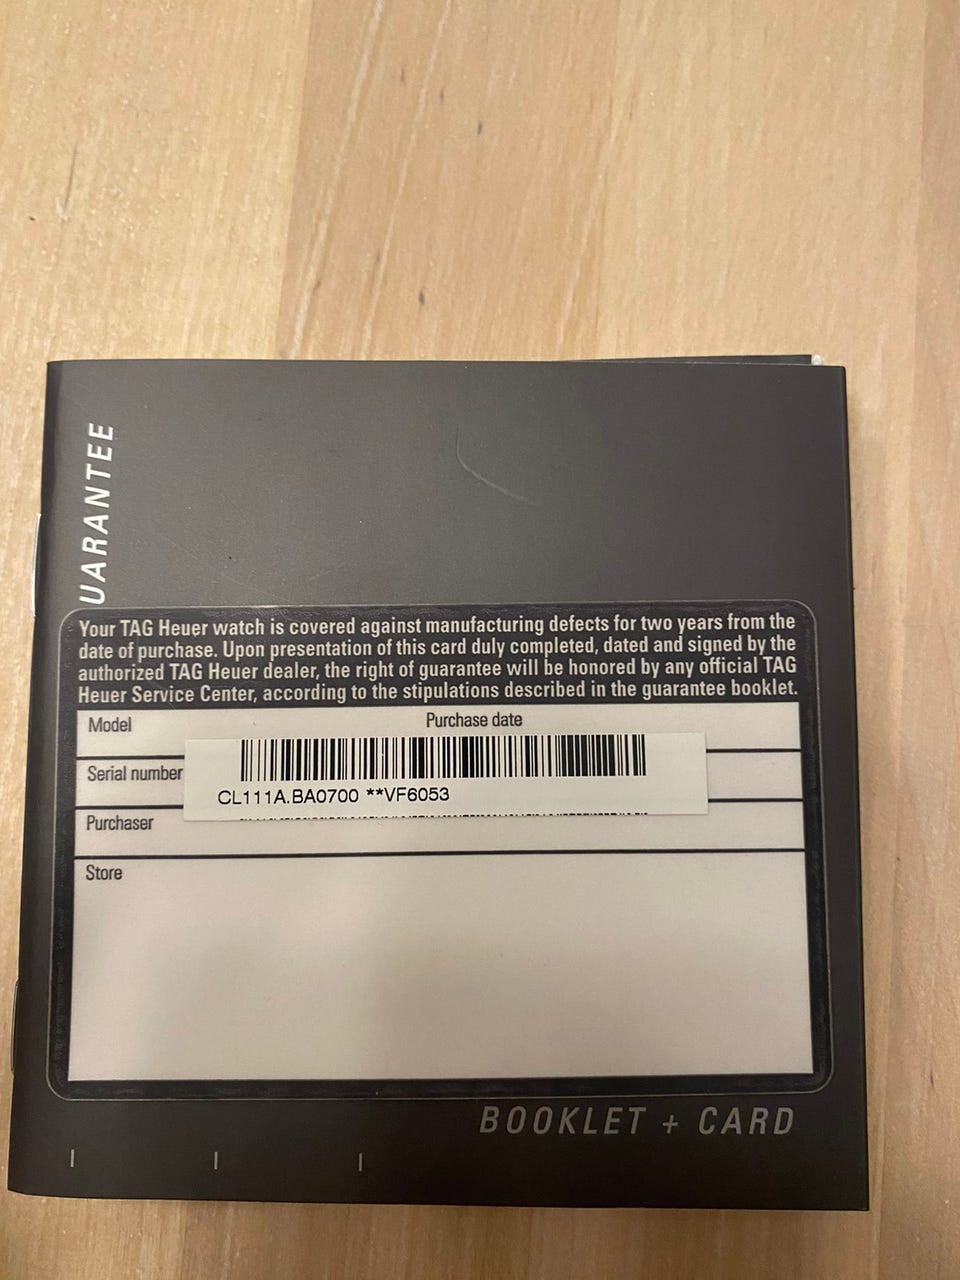 UARANTEE
Your TAG Heuer watch is covered against manufacturing defects for two years from the
date of purchase. Upon presentation of this card duly completed, dated and signed by the
authorized TAG Heuer dealer, the right of guarantee will be honored by any official TAG
Heuer Service Center, according to the stipulations described in the guarantee booklet.
Model Purchase date
Serial number
CL111A.BA0700 **VF6053
Purchaser
Store
BOOKLET + CARD